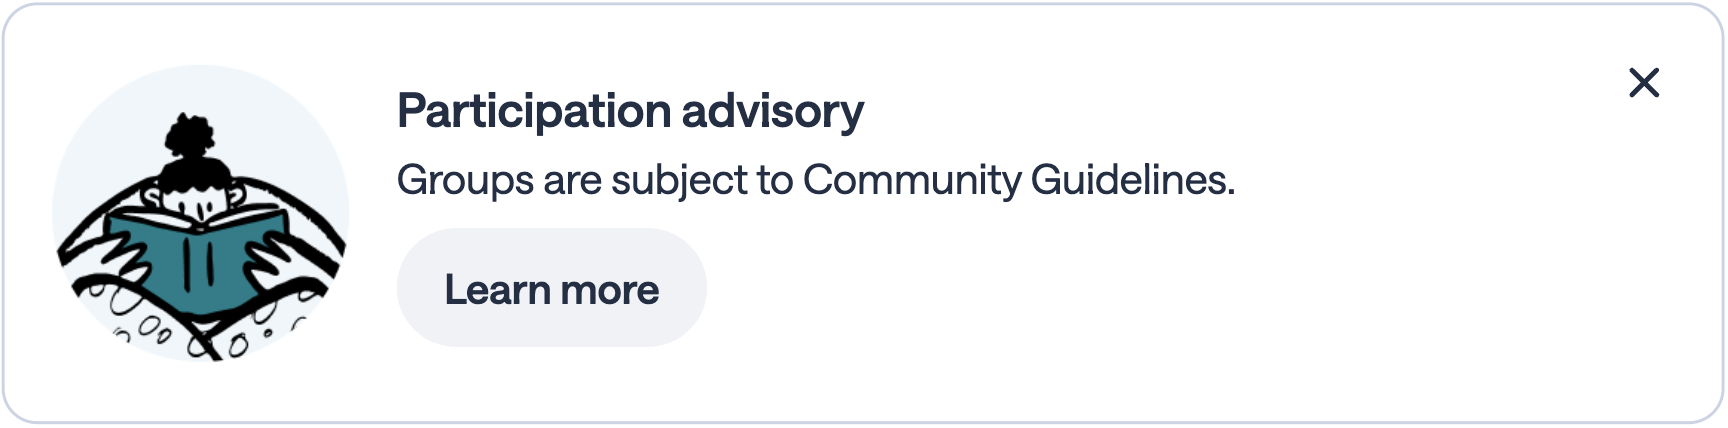 Participation advisory
Groups are subject to Community Guidelines.
Learn more